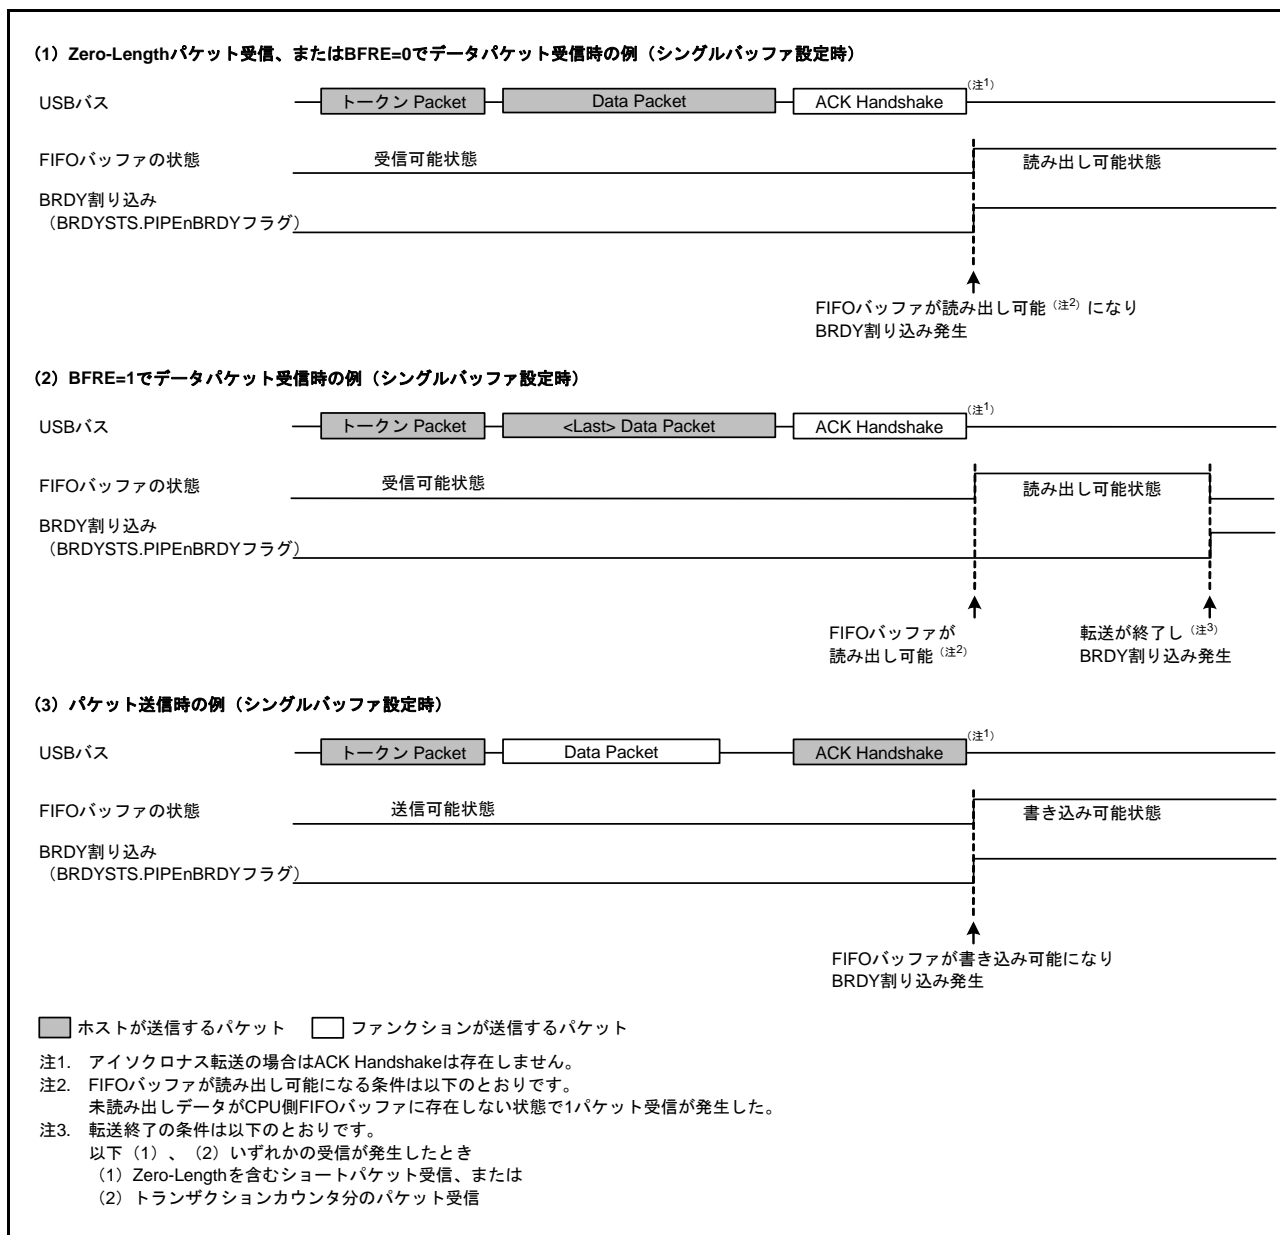 (1) Zero-Lengthパケット受信、またはBFRE=0でデータパケット受信時の例（シングルバッファ設定時）
USBバス
トークン Packet
Data Packet
ACK Handshake
（注1）
FIFOバッファの状態
受信可能状態
読み出し可能状態
BRDY割り込み
（BRDYSTS.PIPEnBRDYフラグ）
FIFOバッファが読み出し可能（注2）になり
BRDY割り込み発生
(2) BFRE=1でデータパケット受信時の例（シングルバッファ設定時）
USBバス
トークン Packet
<Last> Data Packet
ACK Handshake
（注1）
FIFOバッファの状態
受信可能状態
読み出し可能状態
BRDY割り込み
（BRDYSTS.PIPEnBRDYフラグ）
FIFOバッファが
読み出し可能（注2）
転送が終了し（注3）
BRDY割り込み発生
(3) パケット送信時の例（シングルバッファ設定時）
USBバス
トークン Packet
Data Packet
ACK Handshake
（注1）
FIFOバッファの状態
送信可能状態
書き込み可能状態
BRDY割り込み
（BRDYSTS.PIPEnBRDYフラグ）
FIFOバッファが書き込み可能になり
BRDY割り込み発生
ホストが送信するパケット
ファンクションが送信するパケット
注1. アイソクロナス転送の場合はACK Handshakeは存在しません。
注2. FIFOバッファが読み出し可能になる条件は以下のとおりです。
未読み出しデータがCPU側FIFOバッファに存在しない状態で1パケット受信が発生した。
注3. 転送終了の条件は以下のとおりです。
以下（1）、（2）いずれかの受信が発生したとき
（1）Zero-Lengthを含むショートパケット受信、または
（2）トランザクションカウンタ分のパケット受信